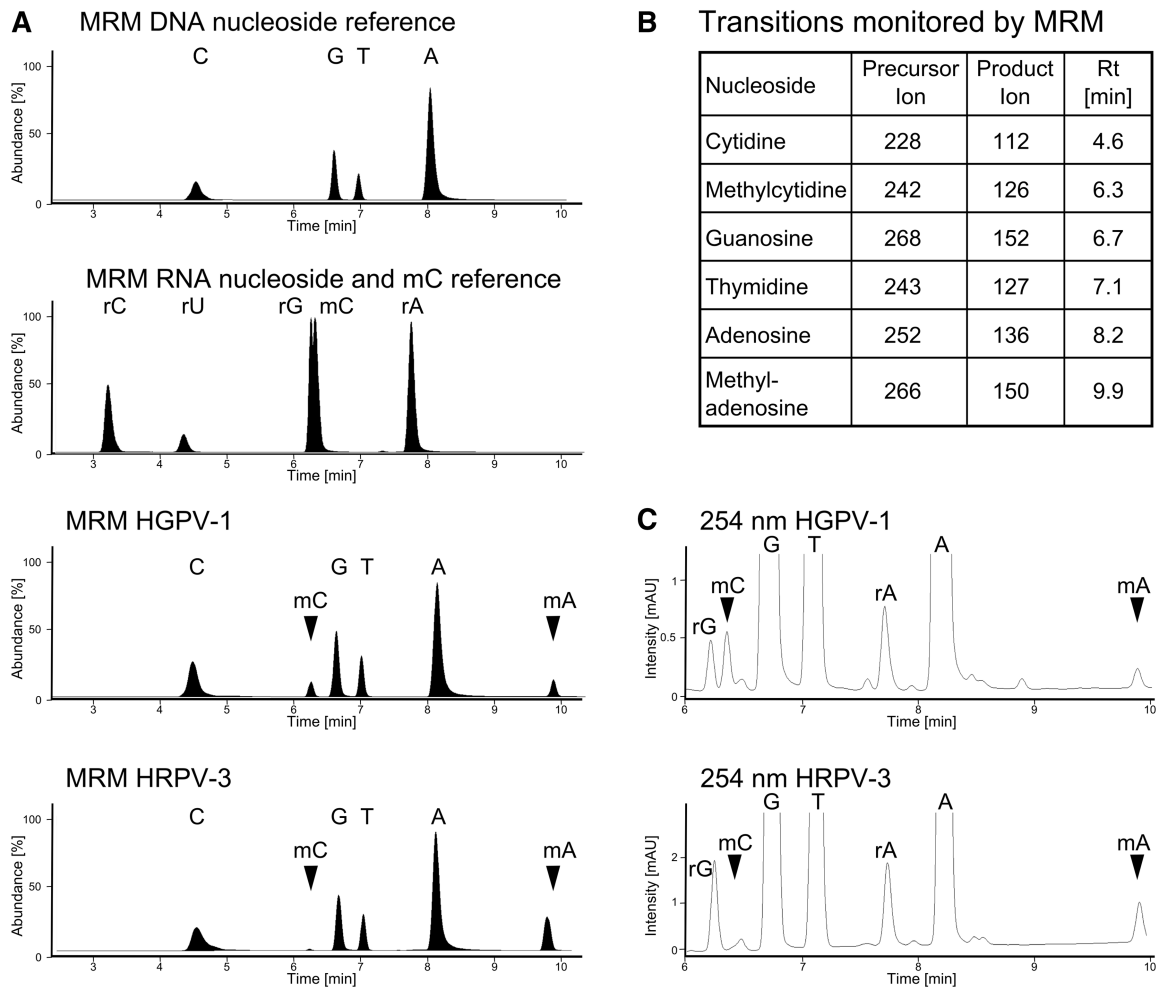 A
MRM DNA nucleoside reference
C G T A
Abundance [%]
100
50
0
3 4 5 6 7 8 9 10
Time [min]
MRM RNA nucleoside and mC reference
rC rU rG mC rA
Abundance [%]
100
50
0
3 4 5 6 7 8 9 10
Time [min]
MRM HGPV-1
C G T A
mC mA
Abundance [%]
100
50
0
3 4 5 6 7 8 9 10
Time [min]
MRM HRPV-3
C G T A
mC mA
Abundance [%]
100
50
0
3 4 5 6 7 8 9 10
Time [min]
B
Transitions monitored by MRM
Nucleoside Precursor Ion Product Ion Rt [min]
Cytidine 228 112 4.6
Methylcytidine 242 126 6.3
Guanosine 268 152 6.7
Thymidine 243 127 7.1
Adenosine 252 136 8.2
Methyl-
adenosine 266 150 9.9
C
254 nm HGPV-1
G T A
rG mC rA mA
Intensity [mAU]
1
0.5
0
6 7 8 9 10
Time [min]
254 nm HRPV-3
G T A
rG mC rA mA
Intensity [mAU]
2
1
0
6 7 8 9 10
Time [min]